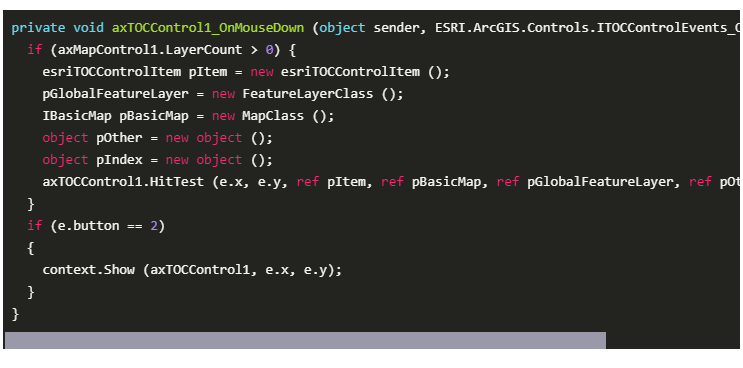 private void axTOCControl1_OnMouseDown (object sender, ESRI.ArcGIS.Controls.ITOCControlEvents_
if (axMapControl1.LayerCount > 0) {
esriTOCControlItem pItem = new esriTOCControlItem ();
pGlobalFeatureLayer = new FeatureLayerClass ();
IBasicMap pBasicMap = new MapClass ();
object pOther = new object ();
object pIndex = new object ();
axTOCControl1.HitTest (e.x, e.y, ref pItem, ref pBasicMap, ref pGlobalFeatureLayer, ref pOt
}
if (e.button == 2)
{
context.Show (axTOCControl1, e.x, e.y);
}
}